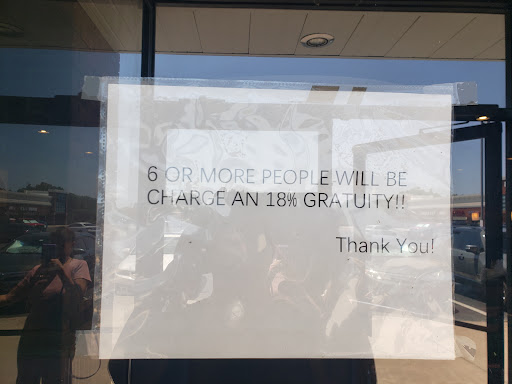 6 OR MORE PEOPLE WILL BE
CHARGE AN 18% GRATUITY!!
Thank You!